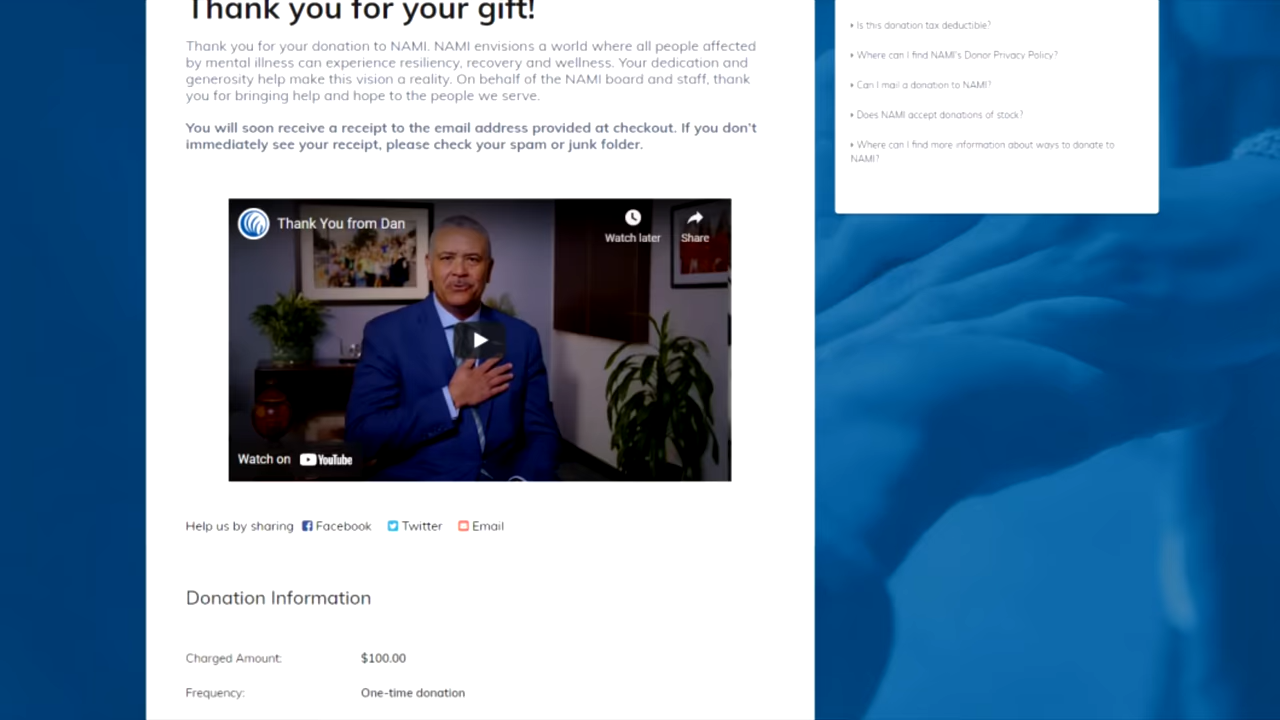 Thank you for your gift!
Thank you for your donation to NAMI. NAMI envisions a world where all people affected
by mental illness can experience resiliency, recovery and wellness. Your dedication and
generosity help make this vision a reality. On behalf of the NAMI board and staff, thank
you for bringing help and hope to the people we serve.
You will soon receive a receipt to the email address provided at checkout. If you don't
immediately see your receipt, please check your spam or junk folder.
Thank You from Dan
Watch later
Share
Watch on YouTube
Help us by sharing Facebook Twitter Email
Donation Information
Charged Amount: $100.00
Frequency: One-time donation
Is this donation tax deductible?
Where can I find NAMI's Donor Privacy Policy?
Can I mail a donation to NAMI?
Does NAMI accept donations of stock?
Where can I find more information about ways to donate to
NAMI?